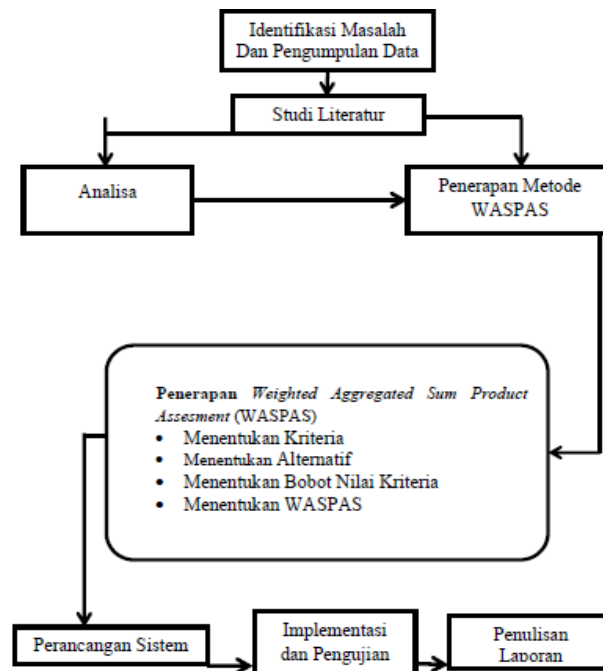 Identifikasi Masalah
Dan Pengumpulan Data
Studi Literatur
Analisa
Penerapan Metode
WASPAS
Penerapan Weighted Aggregated Sum Product
Assesment (WASPAS)
• Menentukan Kriteria
• Menentukan Alternatif
• Menentukan Bobot Nilai Kriteria
• Menentukan WASPAS
Perancangan Sistem
Implementasi
dan Pengujian
Penulisan
Laporan